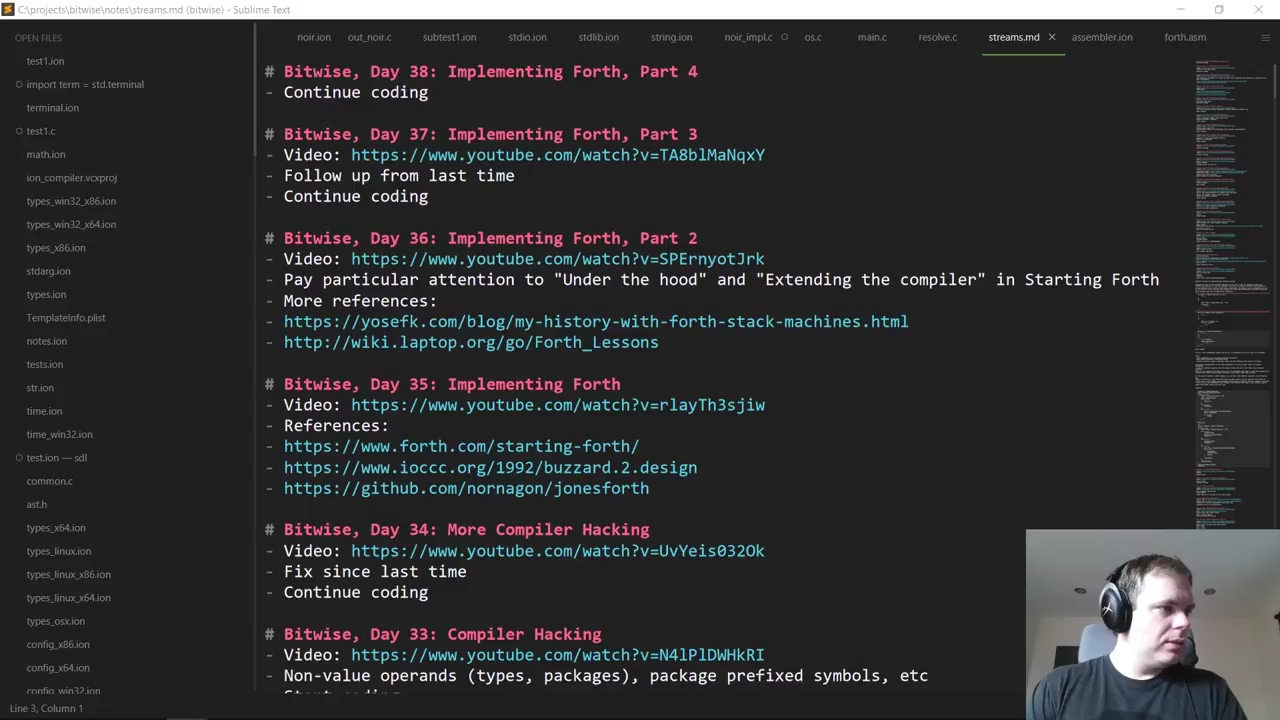 C:\projects\bitwise\notes\streams.md (bitwise) - Sublime Text
OPEN FILES
test1.ion
import term = std.terminal
terminal.ion
test1.c
math.ion
ion_compiler.vcxproj
types_win32_x86.ion
types_win32_x64.ion
types_x86.ion
stdarg.ion
types.ion
TemplateInfo.plist
notes.ion
tests.ion
str.ion
time.ion
time_win32.ion
test.ion — sdl
common.c
ast.h
types_x64.ion
types_linux.ion
types_linux_x86.ion
types_linux_x64.ion
types_osx.ion
config_x86.ion
config_x64.ion
config_win32.ion
noir.ion out_noir.c subtest1.ion stdio.ion stdlib.ion string.ion noir_impl.c os.c main.c resolve.c streams.md assembler.ion forth.asm
# Bitwise, Day 38: Implementing Forth, Part 4
- Continue coding
# Bitwise, Day 37: Implementing Forth, Part 3
- Video: https://www.youtube.com/watch?v=TA8blMaNqxY
- Follow up from last time
- Continue coding
# Bitwise, Day 36: Implementing Forth, Part 2
- Video: https://www.youtube.com/watch?v=SPErnyotJrk
- Pay particular attention to "Under the Hood" and "Extending the compiler" in Starting Forth
- More references:
- https://yosefk.com/blog/my-history-with-forth-stack-machines.html
- http://wiki.laptop.org/go/Forth_Lessons
# Bitwise, Day 35: Implementing Forth
- Video: https://www.youtube.com/watch?v=rlayTh3sjiw
- References:
- https://www.forth.com/starting-forth/
- https://www.ioccc.org/1992/buzzard.2.design
- https://github.com/nornagon/jonesforth
# Bitwise, Day 34: More Compiler Hacking
- Video: https://www.youtube.com/watch?v=UvYeis032Ok
- Fix since last time
- Continue coding
# Bitwise, Day 33: Compiler Hacking
- Video: https://www.youtube.com/watch?v=N4lPlDWHkRI
- Non-value operands (types, packages), package prefixed symbols, etc
- Start coding
Line 3, Column 1